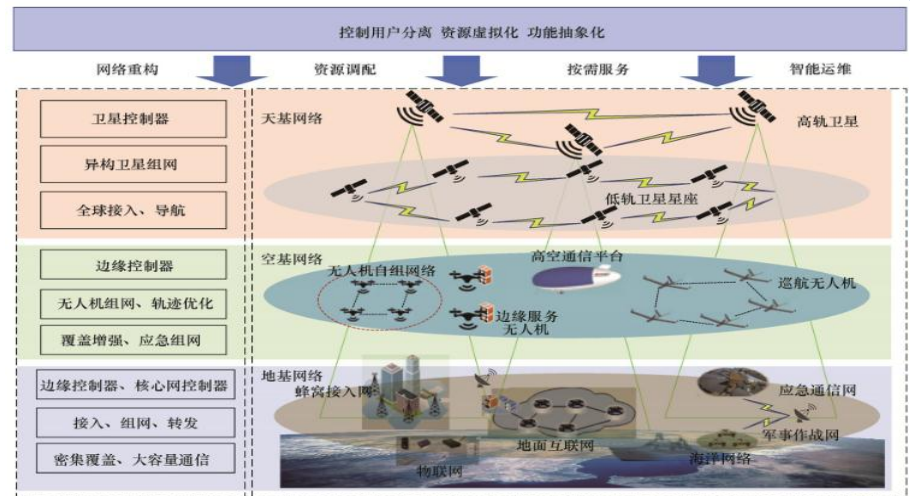 控制用户分离 资源虚拟化 功能抽象化
网络重构
资源调配
按需服务
智能运维
卫星控制器
异构卫星组网
全球接入、导航
天基网络
高轨卫星
低轨卫星星座
边缘控制器
无人机组网、轨迹优化
覆盖增强、应急组网
空基网络
无人机自组网络
高空通信平台
边缘服务
无人机
巡航无人机
边缘控制器、核心网控制器
接入、组网、转发
密集覆盖、大容量通信
地基网络
蜂窝接入网
应急通信网
地面互联网
军事作战网
物联网
海洋网络